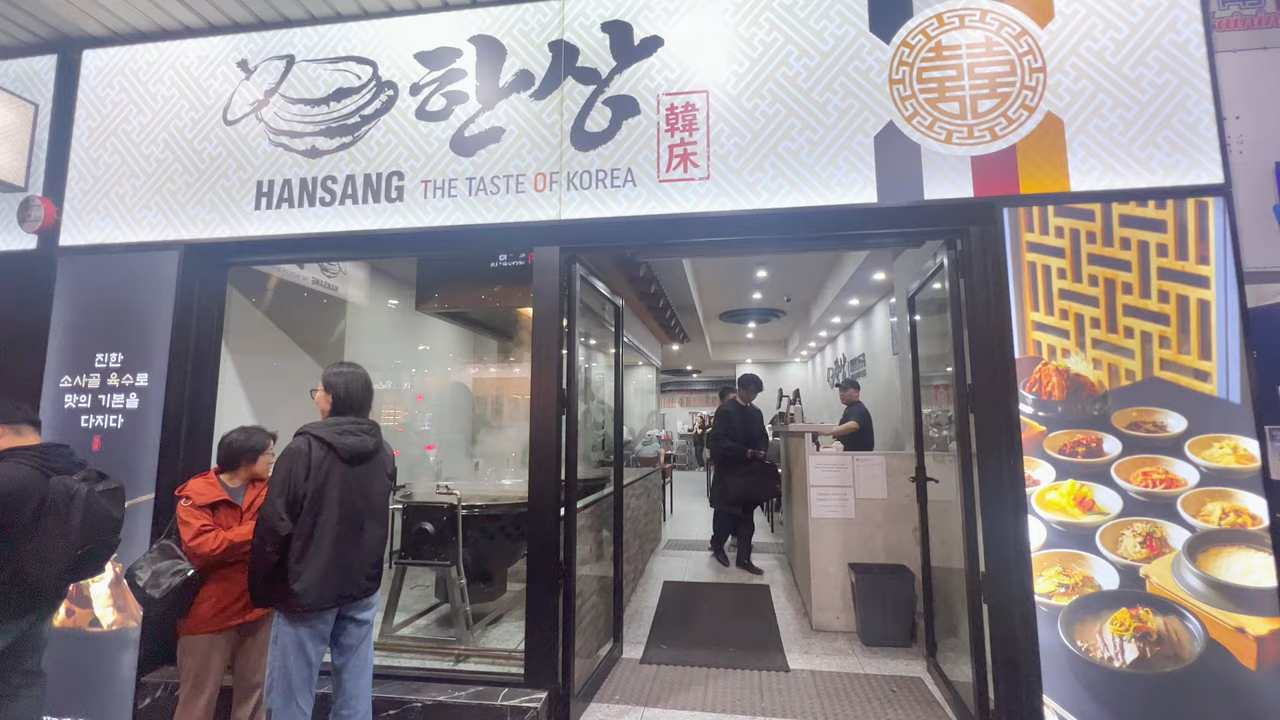 한상
韓
床
HANSANG THE TASTE OF KOREA
囍
진한
소사골 육수로
맛의 기본을
다지다